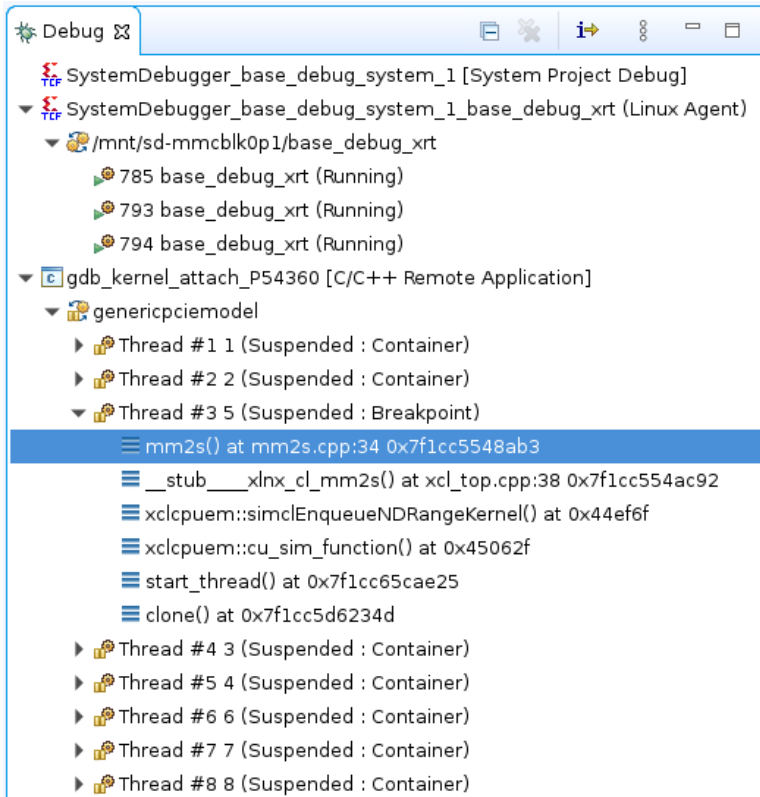 Debug
SystemDebugger_base_debug_system_1 [System Project Debug]
SystemDebugger_base_debug_system_1_base_debug_xrt (Linux Agent)
/mnt/sd-mmcblk0p1/base_debug_xrt
785 base_debug_xrt (Running)
793 base_debug_xrt (Running)
794 base_debug_xrt (Running)
gdb_kernel_attach_P54360 [C/C++ Remote Application]
genericpciemodel
Thread #1 1 (Suspended : Container)
Thread #2 2 (Suspended : Container)
Thread #3 5 (Suspended : Breakpoint)
mm2s() at mm2s.cpp:34 0x7f1cc5548ab3
__stub____xlnx_cl_mm2s() at xcl_top.cpp:38 0x7f1cc554ac92
xclcpuem::simclEnqueueNDRangeKernel() at 0x44ef6f
xclcpuem::cu_sim_function() at 0x45062f
start_thread() at 0x7f1cc65cae25
clone() at 0x7f1cc5d6234d
Thread #4 3 (Suspended : Container)
Thread #5 4 (Suspended : Container)
Thread #6 6 (Suspended : Container)
Thread #7 7 (Suspended : Container)
Thread #8 8 (Suspended : Container)